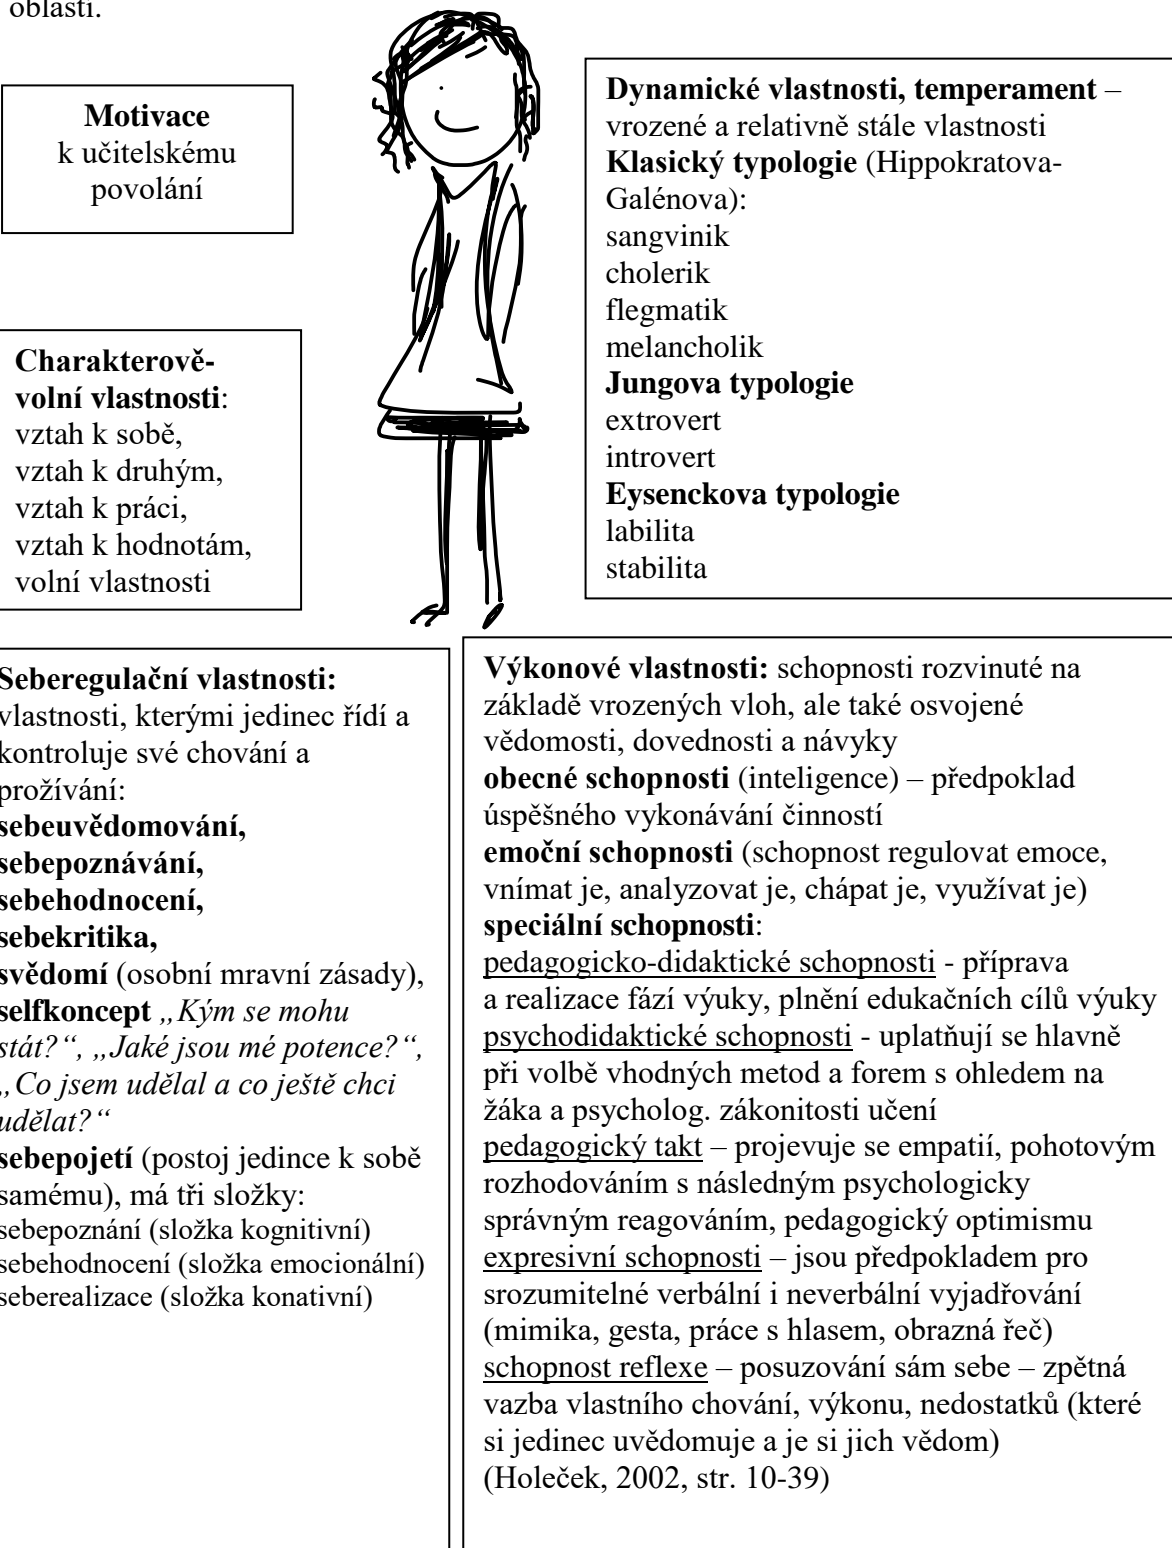 oblasti.
Motivace
k učitelskému
povolání
Dynamické vlastnosti, temperament –
vrozené a relativně stále vlastnosti
Klasický typologie (Hippokratova-
Galénova):
sangvinik
cholerik
flegmatik
melancholik
Jungova typologie
extrovert
introvert
Eysenckova typologie
labilita
stabilita
Charakterově-
volní vlastnosti:
vztah k sobě,
vztah k druhým,
vztah k práci,
vztah k hodnotám,
volní vlastnosti
Seberegulační vlastnosti:
vlastnosti, kterými jedinec řídí a
kontroluje své chování a
prožívání:
sebeuvědomování,
sebepoznávání,
sebehodnocení,
sebekritika,
svědomí (osobní mravní zásady),
selfkoncept „Kým se mohu
stát?“, „Jaké jsou mé potence?“,
„Co jsem udělal a co ještě chci
udělat?“
sebepojetí (postoj jedince k sobě
samému), má tři složky:
sebepoznání (složka kognitivní)
sebehodnocení (složka emocionální)
seberealizace (složka konativní)
Výkonové vlastnosti: schopnosti rozvinuté na
základě vrozených vloh, ale také osvojené
vědomosti, dovednosti a návyky
obecné schopnosti (inteligence) – předpoklad
úspěšného vykonávání činností
emoční schopnosti (schopnost regulovat emoce,
vnímat je, analyzovat je, chápat je, využívat je)
speciální schopnosti:
pedagogicko-didaktické schopnosti - příprava
a realizace fází výuky, plnění edukačních cílů výuky
psychodidaktické schopnosti - uplatňují se hlavně
při volbě vhodných metod a forem s ohledem na
žáka a psycholog. zákonitosti učení
pedagogický takt – projevuje se empatií, pohotovým
rozhodováním s následným psychologicky
správným reagováním, pedagogický optimismu
expresivní schopnosti – jsou předpokladem pro
srozumitelné verbální i neverbální vyjadřování
(mimika, gesta, práce s hlasem, obrazná řeč)
schopnost reflexe – posuzování sám sebe – zpětná
vazba vlastního chování, výkonu, nedostatků (které
si jedinec uvědomuje a je si jich vědom)
(Holeček, 2002, str. 10-39)